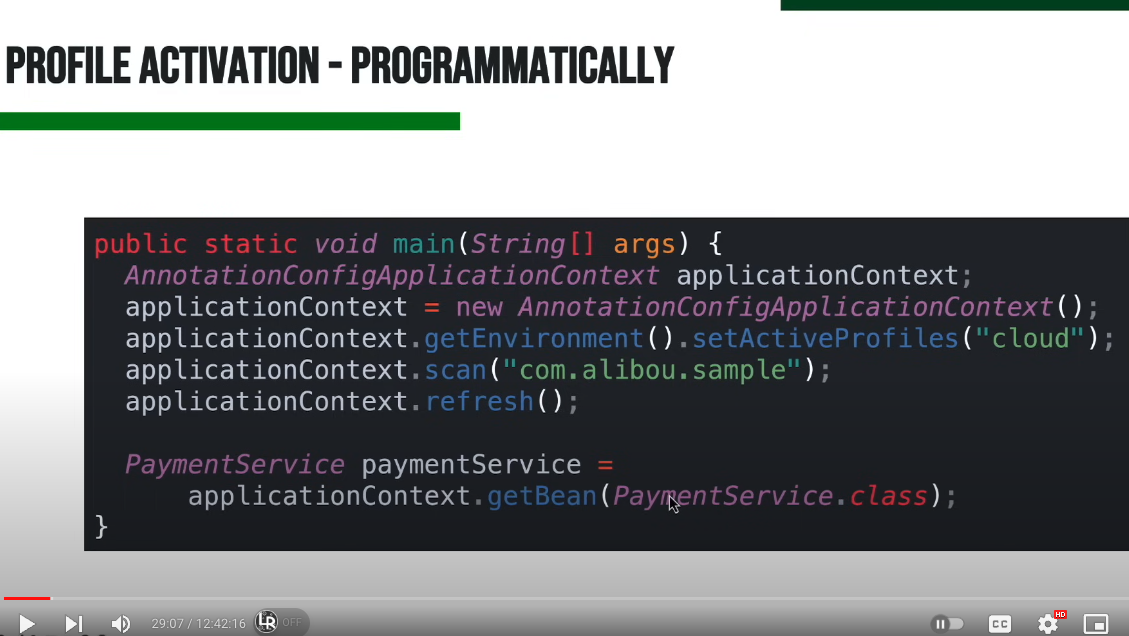 PROFILE ACTIVATION - PROGRAMMATICALLY
public static void main(String[] args) {
AnnotationConfigApplicationContext applicationContext;
applicationContext = new AnnotationConfigApplicationContext();
applicationContext.getEnvironment().setActiveProfiles("cloud");
applicationContext.scan("com.alibou.sample");
applicationContext.refresh();
PaymentService paymentService =
applicationContext.getBean(PaymentService.class);
}
29:07 / 12:42:16 LR OFF CC HD